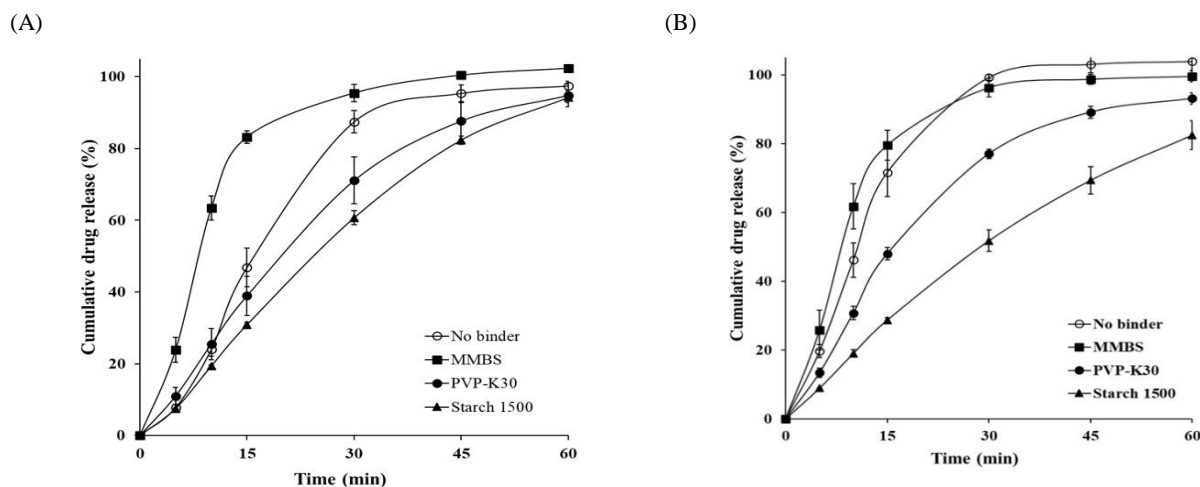 (A)
(B)
Cumulative drug release (%)
100
80
60
40
20
0
No binder
MMBS
PVP-K30
Starch 1500
0
15
30
45
60
Time (min)
Cumulative drug release (%)
100
80
60
40
20
0
No binder
MMBS
PVP-K30
Starch 1500
0
15
30
45
60
Time (min)